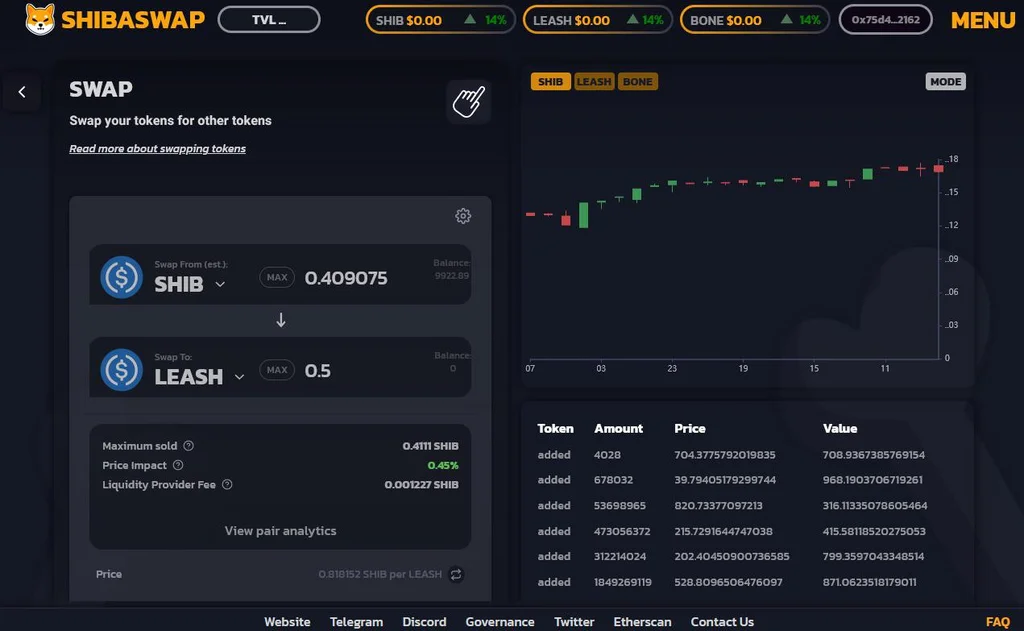 SHIBASWAP
TVL _
SHIB $0.00 14%
LEASH $0.00 14%
BONE $0.00 14%
0x75d4...2162
MENU
SWAP
Swap your tokens for other tokens
Read more about swapping tokens
Swap From (est.):
SHIB
MAX
0.409075
Balance:
9922.89
Swap To:
LEASH
MAX
0.5
Balance:
0
Maximum sold 0.4111 SHIB
Price Impact 0.45%
Liquidity Provider Fee 0.001227 SHIB
View pair analytics
Price 0.818152 SHIB per LEASH
SHIB LEASH BONE
MODE
_.18
_.15
_.12
_.09
_.06
_.03
0
07 03 23 19 15 11
Token Amount Price Value
added 4028 704.3775792019835 708.9367385769154
added 678032 39.79405179299744 968.1903706719261
added 53698965 820.73377097213 316.11335078605464
added 473056372 215.7291644747038 415.58118520275053
added 312214024 202.40450900736585 799.3597043348514
added 1849269119 528.8096506476097 871.0623518179011
Website Telegram Discord Governance Twitter Etherscan Contact Us
FAQ